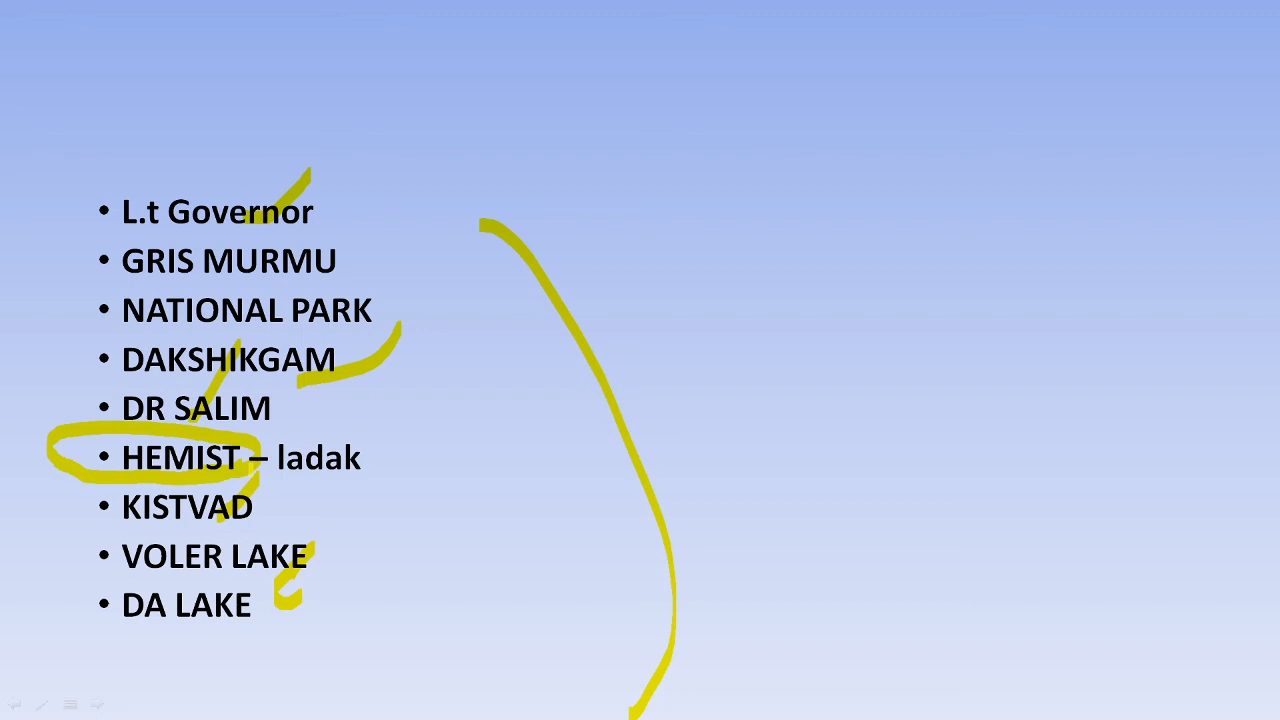 • L.t Governor
• GRIS MURMU
• NATIONAL PARK
• DAKSHIKGAM
• DR SALIM
• HEMIST – ladak
• KISTVAD
• VOLER LAKE
• DA LAKE